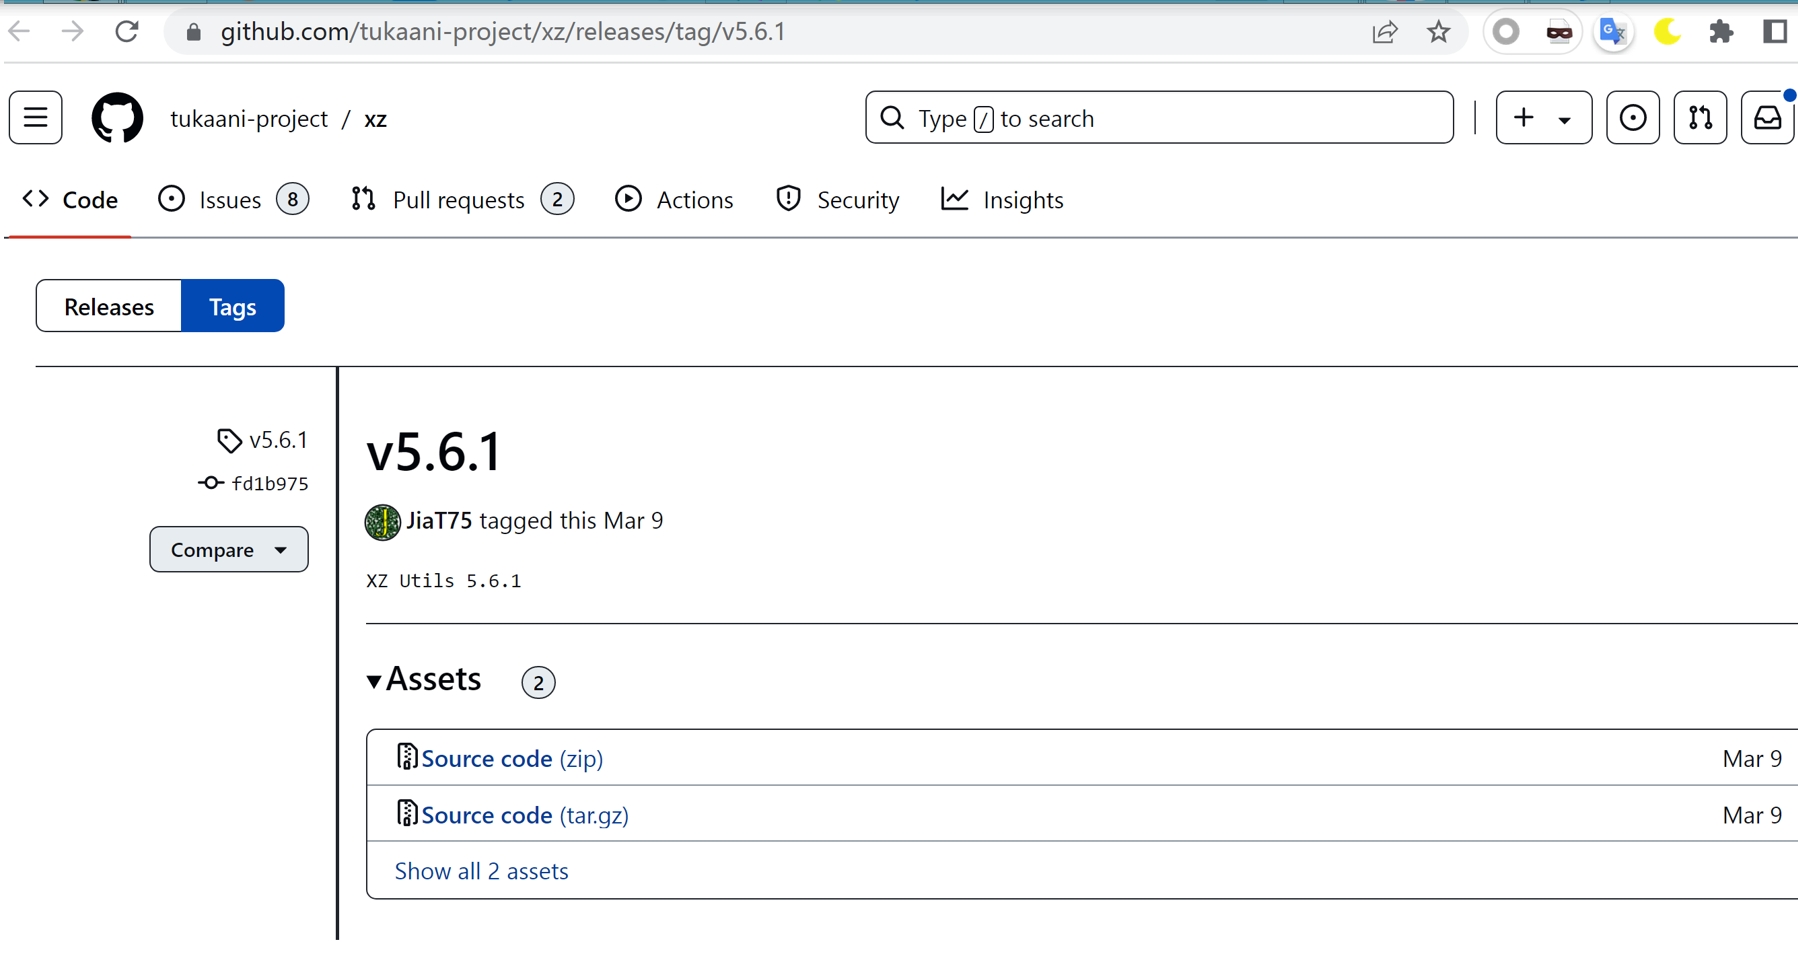 github.com/tukaani-project/xz/releases/tag/v5.6.1
tukaani-project / xz
Type / to search
Code Issues 8 Pull requests 2 Actions Security Insights
Releases Tags
v5.6.1
fd1b975
Compare
v5.6.1
JiaT75 tagged this Mar 9
XZ Utils 5.6.1
Assets 2
Source code (zip) Mar 9
Source code (tar.gz) Mar 9
Show all 2 assets